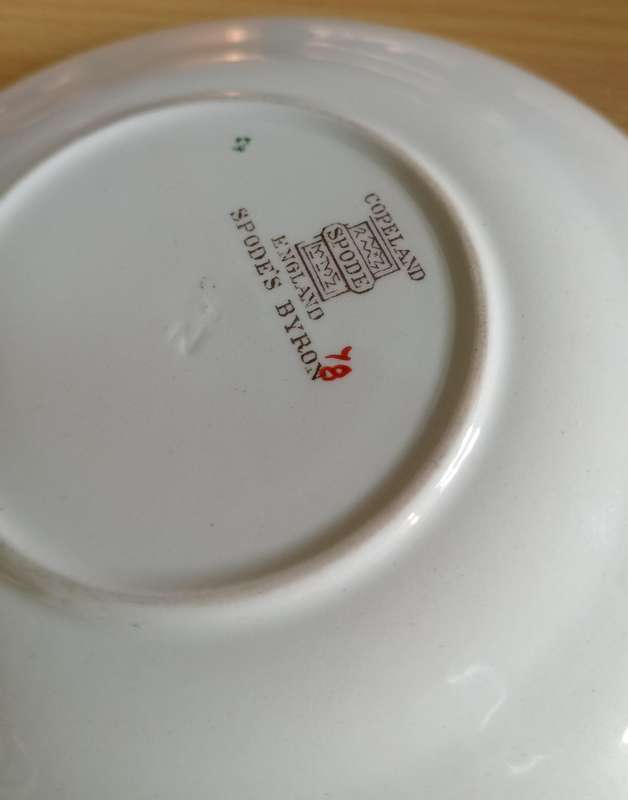 COPELAND
SPODE
ENGLAND
SPODE'S BYRON
78